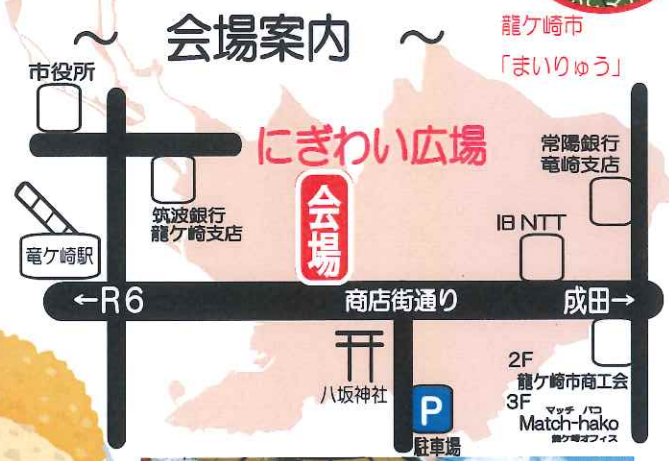 ~ 会場案内 ~
龍ケ崎市
「まいりゅう」
市役所
にぎわい広場
常陽銀行
竜崎支店
筑波銀行
龍ケ崎支店
会場
旧NTT
竜ケ崎駅
←R6
商店街通り
成田→
八坂神社
P
駐車場
2F
龍ケ崎市商工会
3F
マッチ バコ
Match-hako
龍ケ崎オフィス